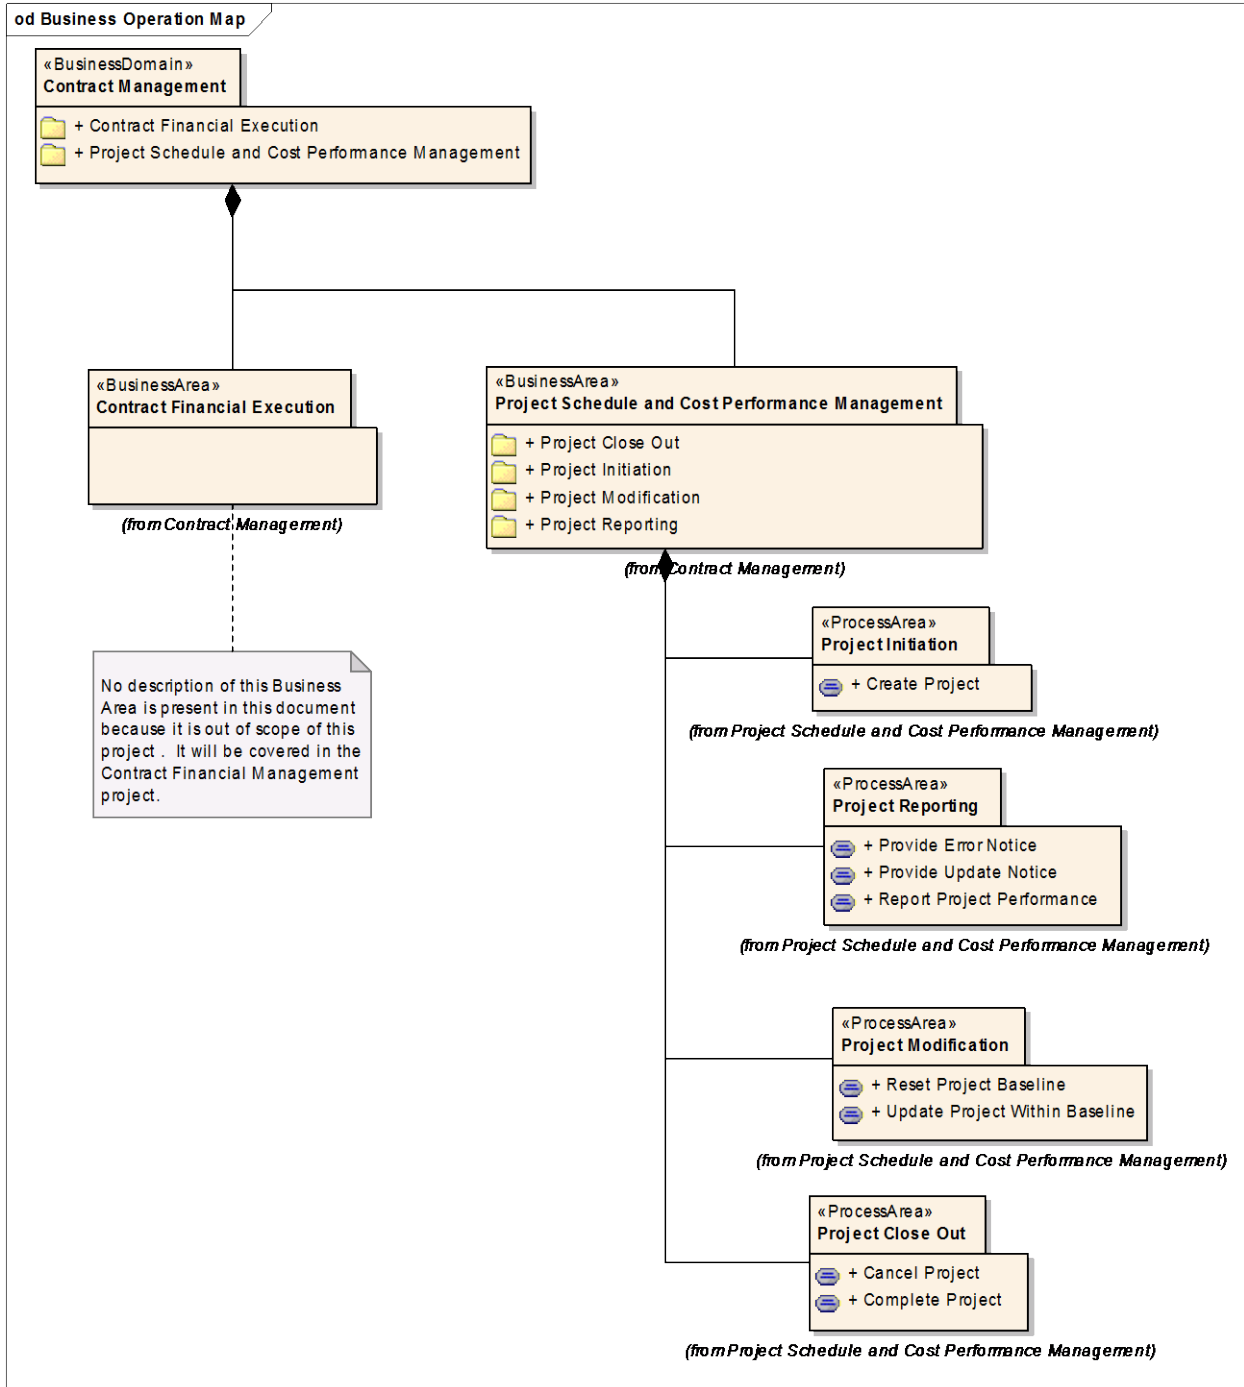 od Business Operation Map
«BusinessDomain»
Contract Management
+ Contract Financial Execution
+ Project Schedule and Cost Performance Management
«BusinessArea»
Contract Financial Execution
(from Contract Management)
«BusinessArea»
Project Schedule and Cost Performance Management
+ Project Close Out
+ Project Initiation
+ Project Modification
+ Project Reporting
(from Contract Management)
No description of this Business
Area is present in this document
because it is out of scope of this
project . It will be covered in the
Contract Financial Management
project.
«ProcessArea»
Project Initiation
+ Create Project
(from Project Schedule and Cost Performance Management)
«ProcessArea»
Project Reporting
+ Provide Error Notice
+ Provide Update Notice
+ Report Project Performance
(from Project Schedule and Cost Performance Management)
«ProcessArea»
Project Modification
+ Reset Project Baseline
+ Update Project Within Baseline
(from Project Schedule and Cost Performance Management)
«ProcessArea»
Project Close Out
+ Cancel Project
+ Complete Project
(from Project Schedule and Cost Performance Management)